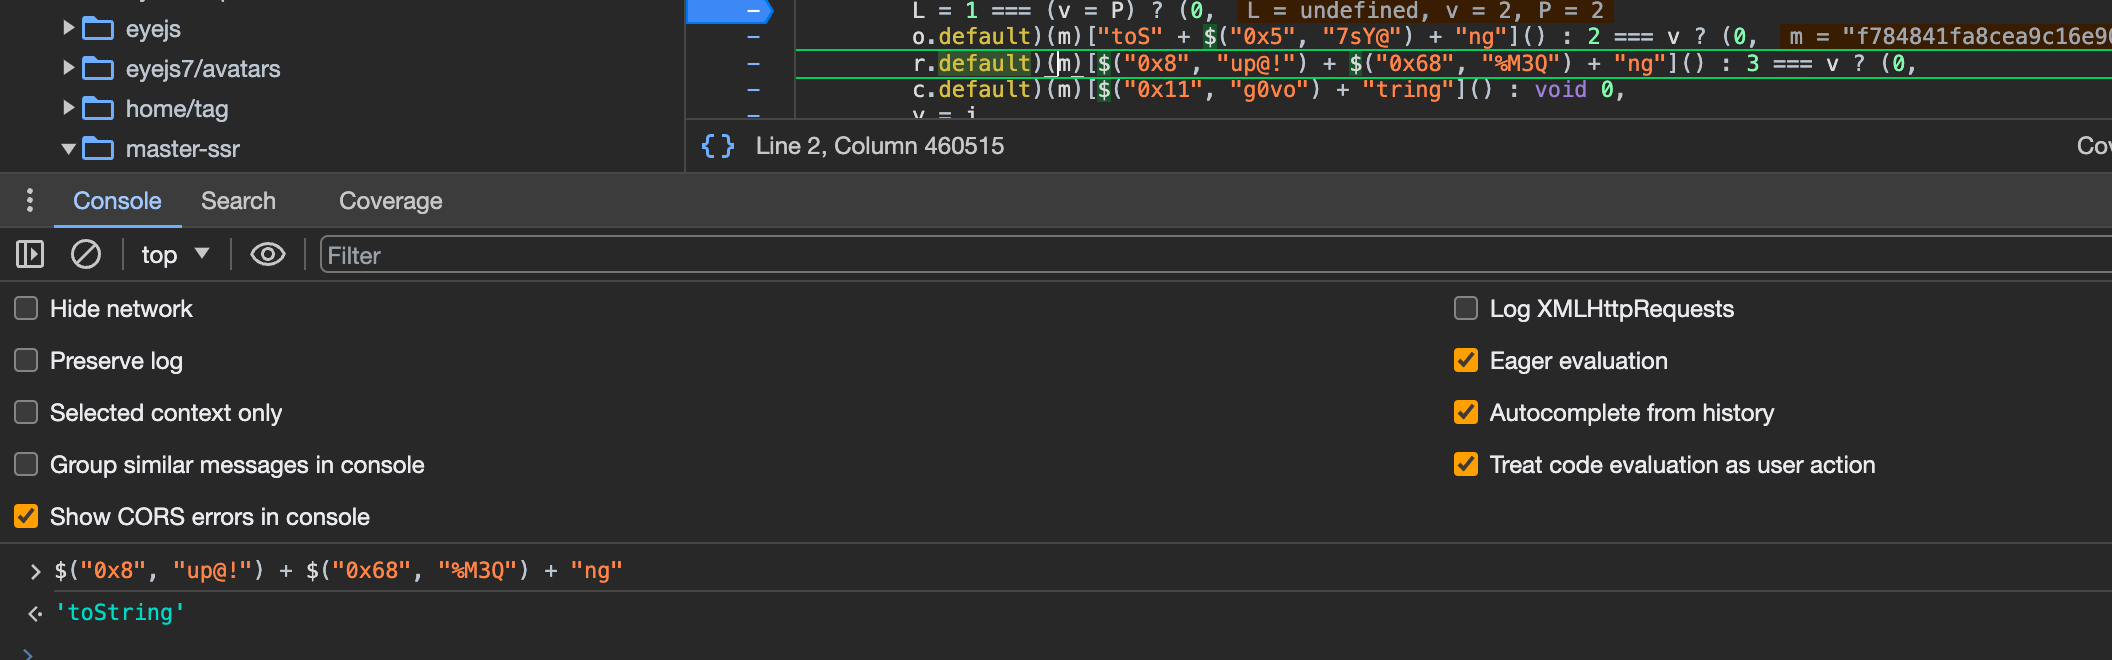 L = 1 === (v = P) ? (0, L = undefined, v = 2, P = 2
eyejs
o.default)(m)["toS" + $("0x5", "7sY@") + "ng"]() : 2 === v ? (0, m = "f784841fa8cea9c16e9
eyejs7/avatars
r.default)(m)[$("0x8", "up@!") + $("0x68", "%M3Q") + "ng"]() : 3 === v ? (0,
c.default)(m)[$("0x11", "g0vo") + "tring"]() : void 0,
home/tag
master-ssr
{} Line 2, Column 460515
Console Search Coverage
top Filter
Hide network
Log XMLHttpRequests
Preserve log
Eager evaluation
Selected context only
Autocomplete from history
Group similar messages in console
Treat code evaluation as user action
Show CORS errors in console
> $("0x8", "up@!") + $("0x68", "%M3Q") + "ng"
'toString'
>